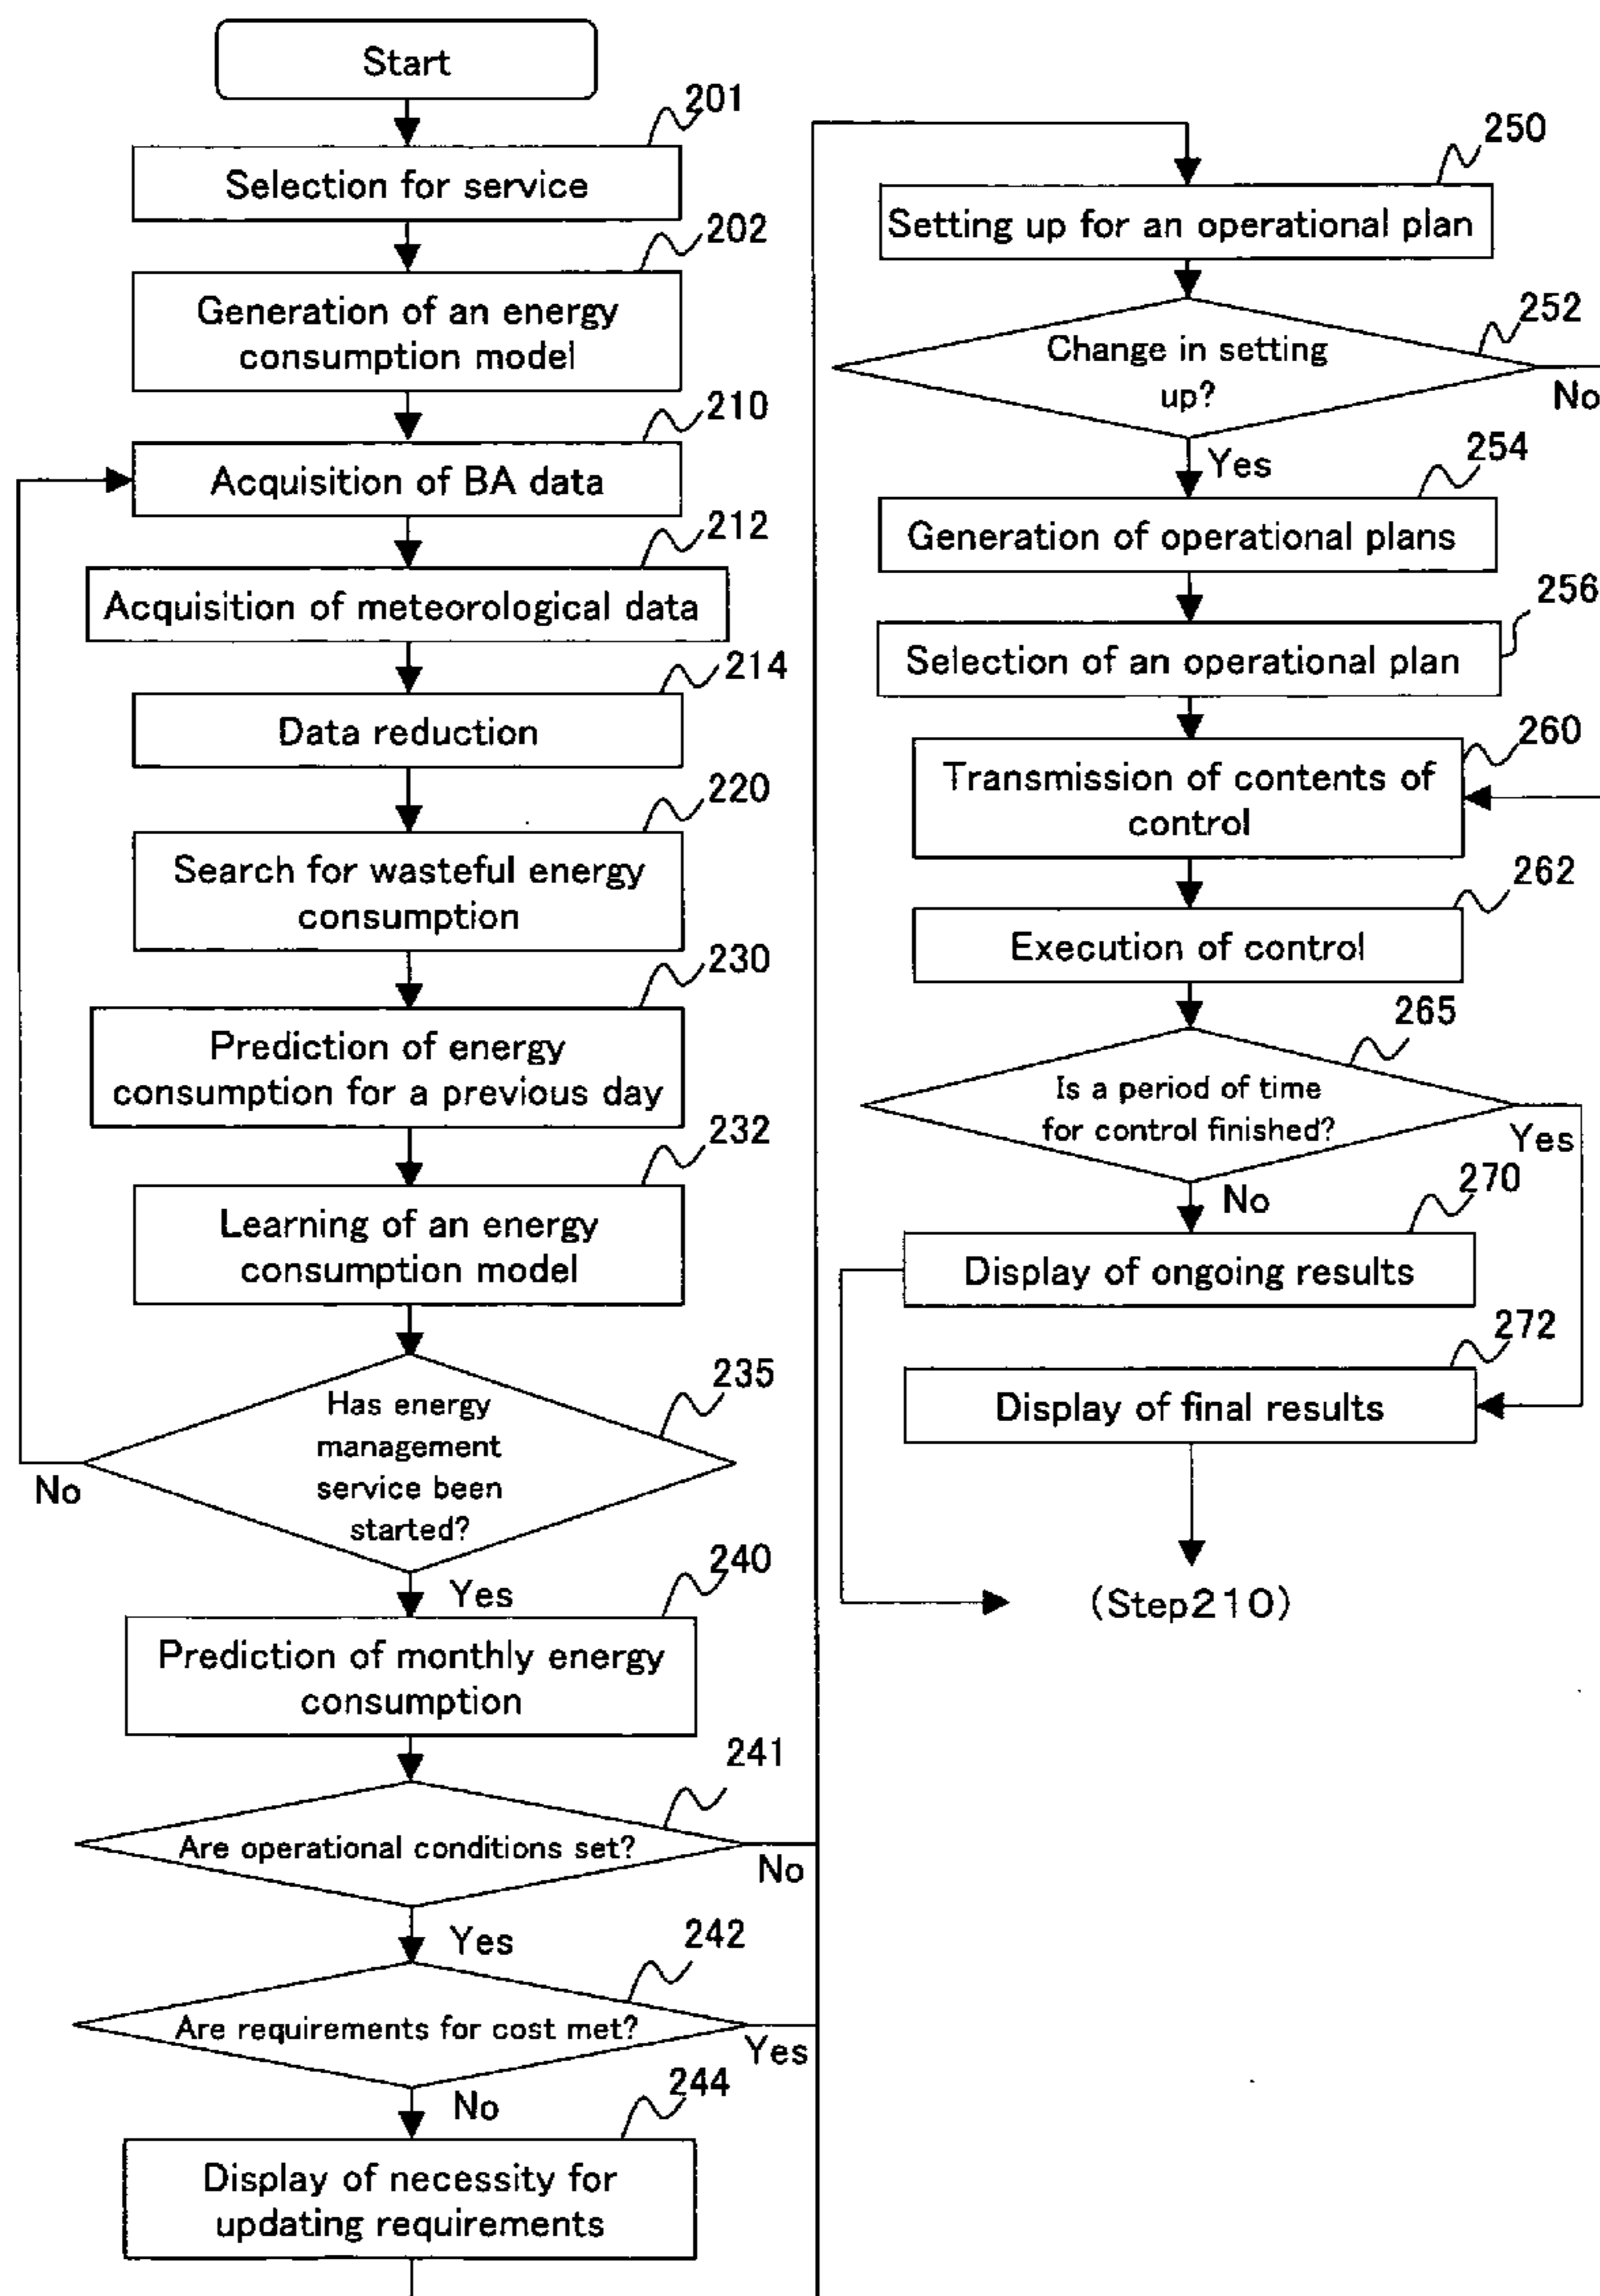 Start
201
Selection for service
202
Generation of an energy
consumption model
210
Acquisition of BA data
212
Acquisition of meteorological data
214
Data reduction
220
Search for wasteful energy
consumption
230
Prediction of energy
consumption for a previous day
232
Learning of an energy
consumption model
235
Has energy
management
service been
started?
No
Yes
240
Prediction of monthly energy
consumption
241
Are operational conditions set?
No
Yes
242
Are requirements for cost met?
Yes
No
244
Display of necessity for
updating requirements
250
Setting up for an operational plan
252
Change in setting
up?
No
Yes
254
Generation of operational plans
256
Selection of an operational plan
260
Transmission of contents of
control
262
Execution of control
265
Is a period of time
for control finished?
Yes
No
270
Display of ongoing results
272
Display of final results
(Step210)